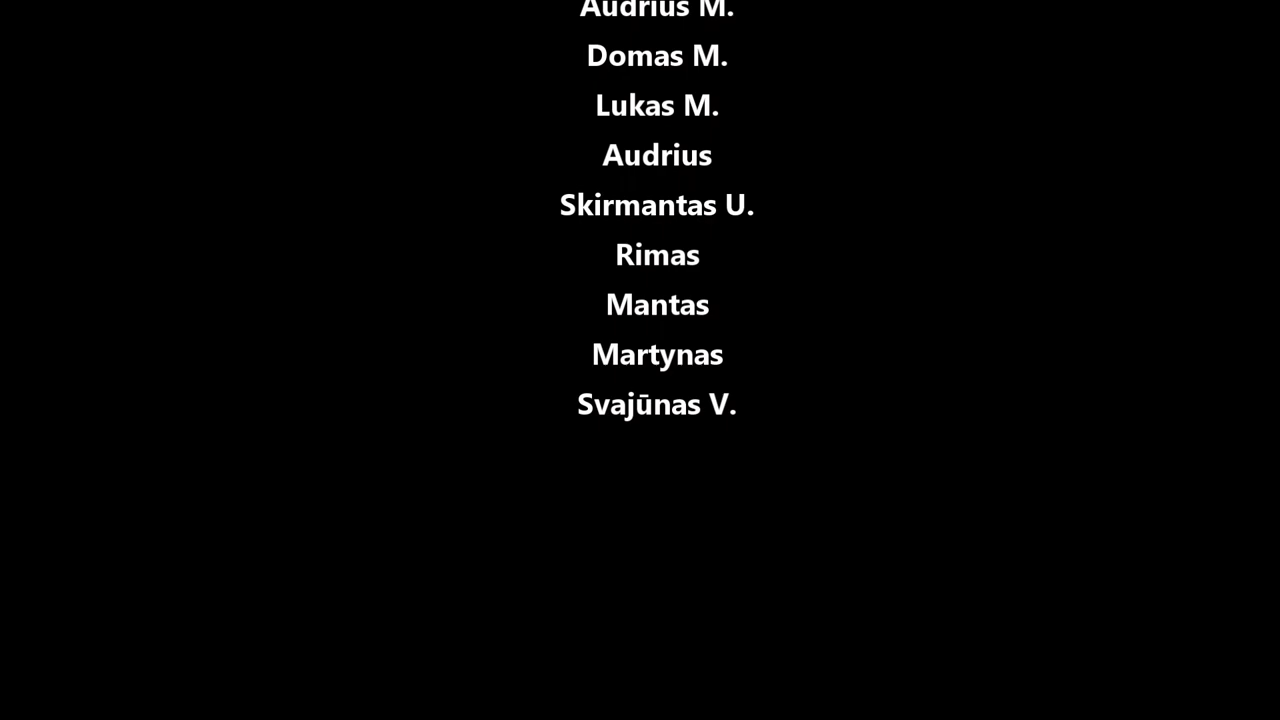 Audrius M.
Domas M.
Lukas M.
Audrius
Skirmantas U.
Rimas
Mantas
Martynas
Svajūnas V.